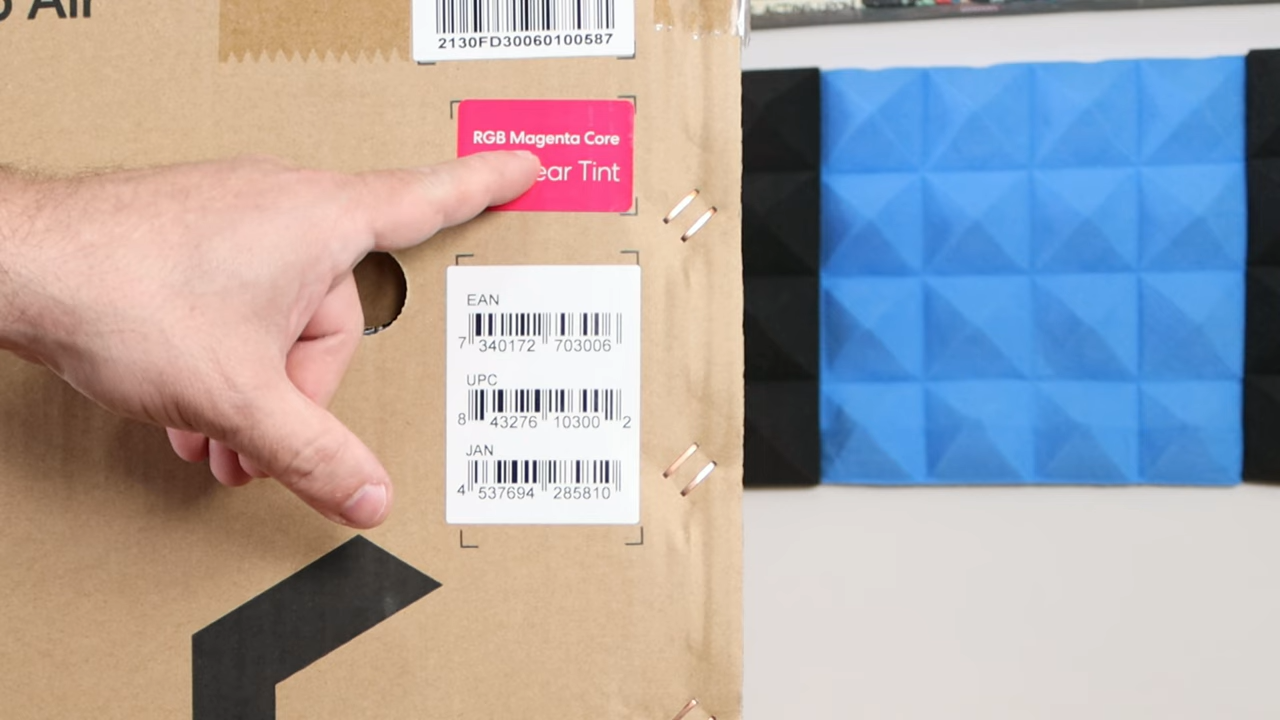 Air
2130FD30060100587
RGB Magenta Core
ear Tint
EAN
7 340172 703006
UPC
8 43276 10300 2
JAN
4 537694 285810